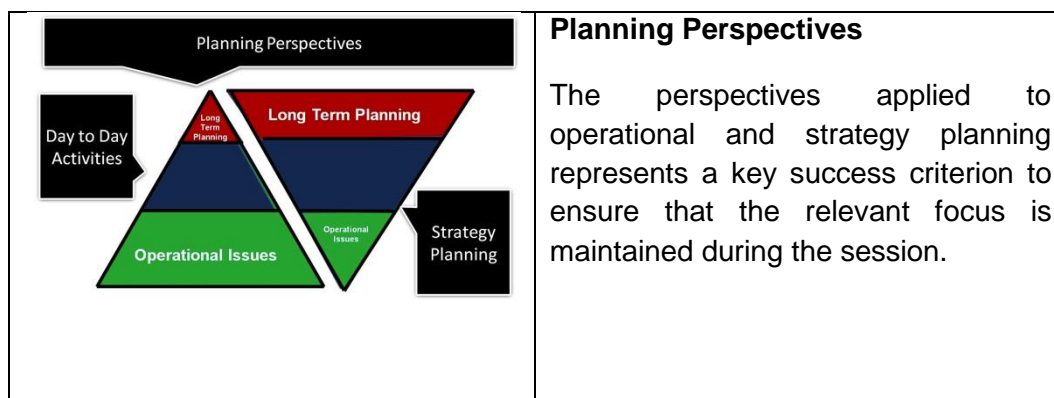 Planning Perspectives
Day to Day
Activities
Long
Term
Planning
Operational Issues
Long Term Planning
Operational
Issues
Strategy
Planning
Planning Perspectives
The perspectives applied to
operational and strategy planning
represents a key success criterion to
ensure that the relevant focus is
maintained during the session.